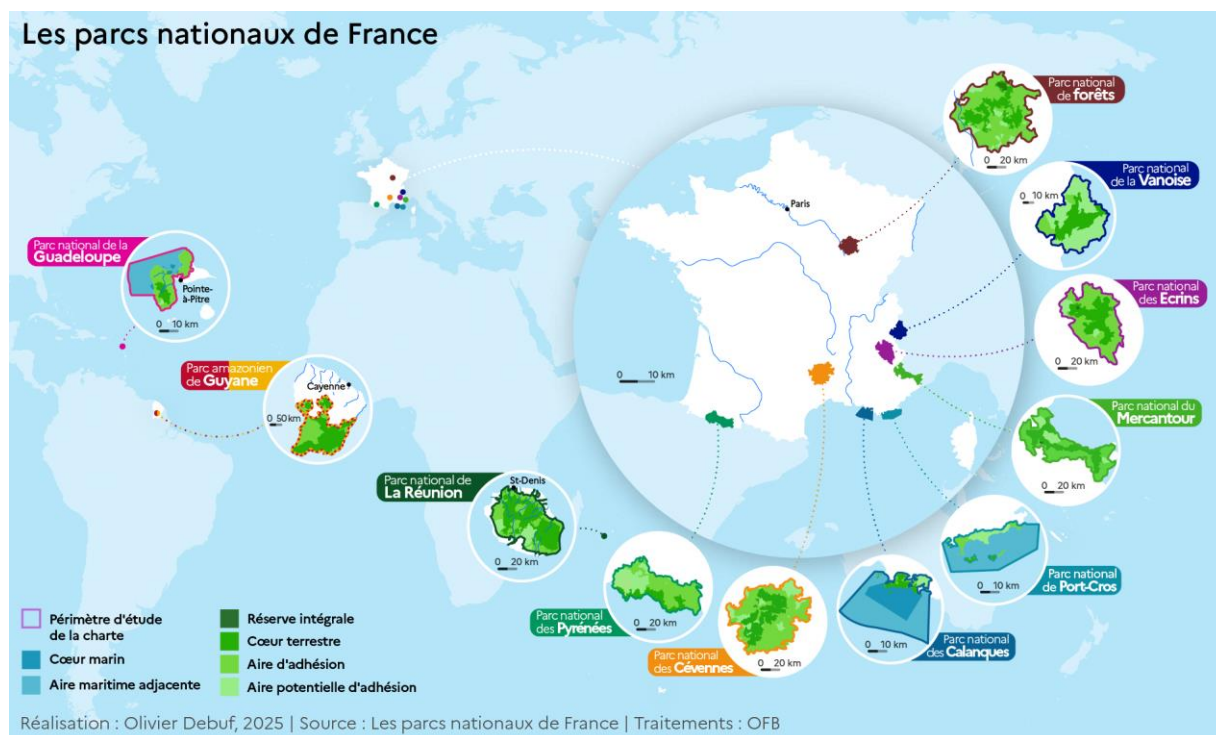 Les parcs nationaux de France
Parc national
de forêts
0 20 km
Parc national
de la Vanoise
0 10 km
Paris
Parc national de la
Guadeloupe
Pointe-
à-Pitre
0 10 km
Parc national
des Ecrins
0 20 km
Parc amazonien
de Guyane
Cayenne
0 50km
0 10 km
Parc national du
Mercantour
0 20 km
Parc national de
La Réunion
St-Denis
0 20 km
Parc national
de Port-Cros
0 10 km
Parc national
des Pyrénées
0 20 km
Parc national
des Cévennes
0 20 km
Parc national
des Calanques
0 10 km
Périmètre d'étude
de la charte
Cœur marin
Aire maritime adjacente
Réserve intégrale
Cœur terrestre
Aire d'adhésion
Aire potentielle d'adhésion
Réalisation : Olivier Debuf, 2025 | Source : Les parcs nationaux de France | Traitements : OFB